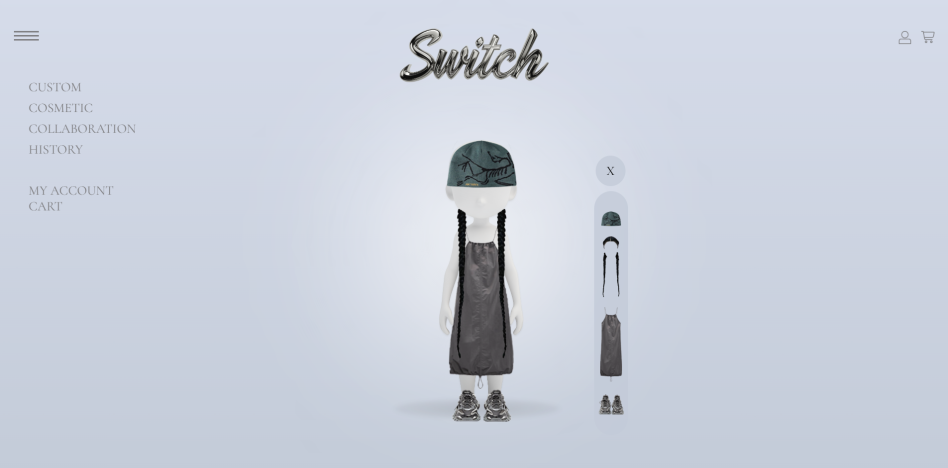 Switch
CUSTOM
COSMETIC
COLLABORATION
HISTORY
MY ACCOUNT
CART
X